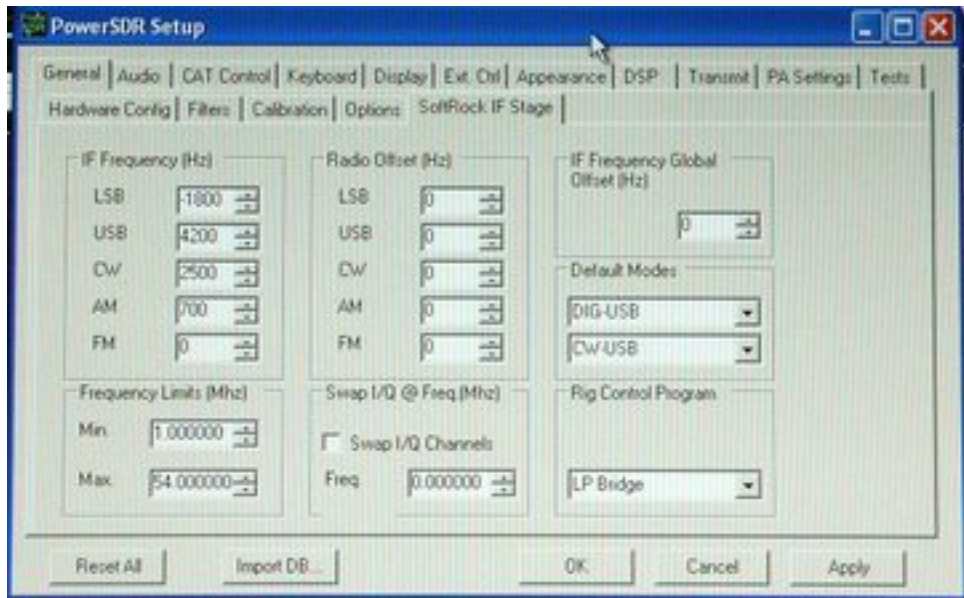 PowerSDR Setup
General Audio CAT Control Keyboard Display Ext. Ctrl Appearance DSP Transmit PA Settings Tests
Hardware Config Filters Calibration Options SoftRock IF Stage
IF Frequency (Hz)
LSB -1800
USB 4200
CW 2500
AM 700
FM 0
Radio Offset (Hz)
LSB 0
USB 0
CW 0
AM 0
FM 0
IF Frequency Global
Offset (Hz)
0
Default Modes
DIG-USB
CW-USB
Frequency Limits (Mhz)
Min. 1.000000
Max. 54.000000
Swap I/Q @ Freq.(Mhz)
Swap I/Q Channels
Freq. 0.000000
Rig Control Program
LP Bridge
Reset All Import DB... OK Cancel Apply